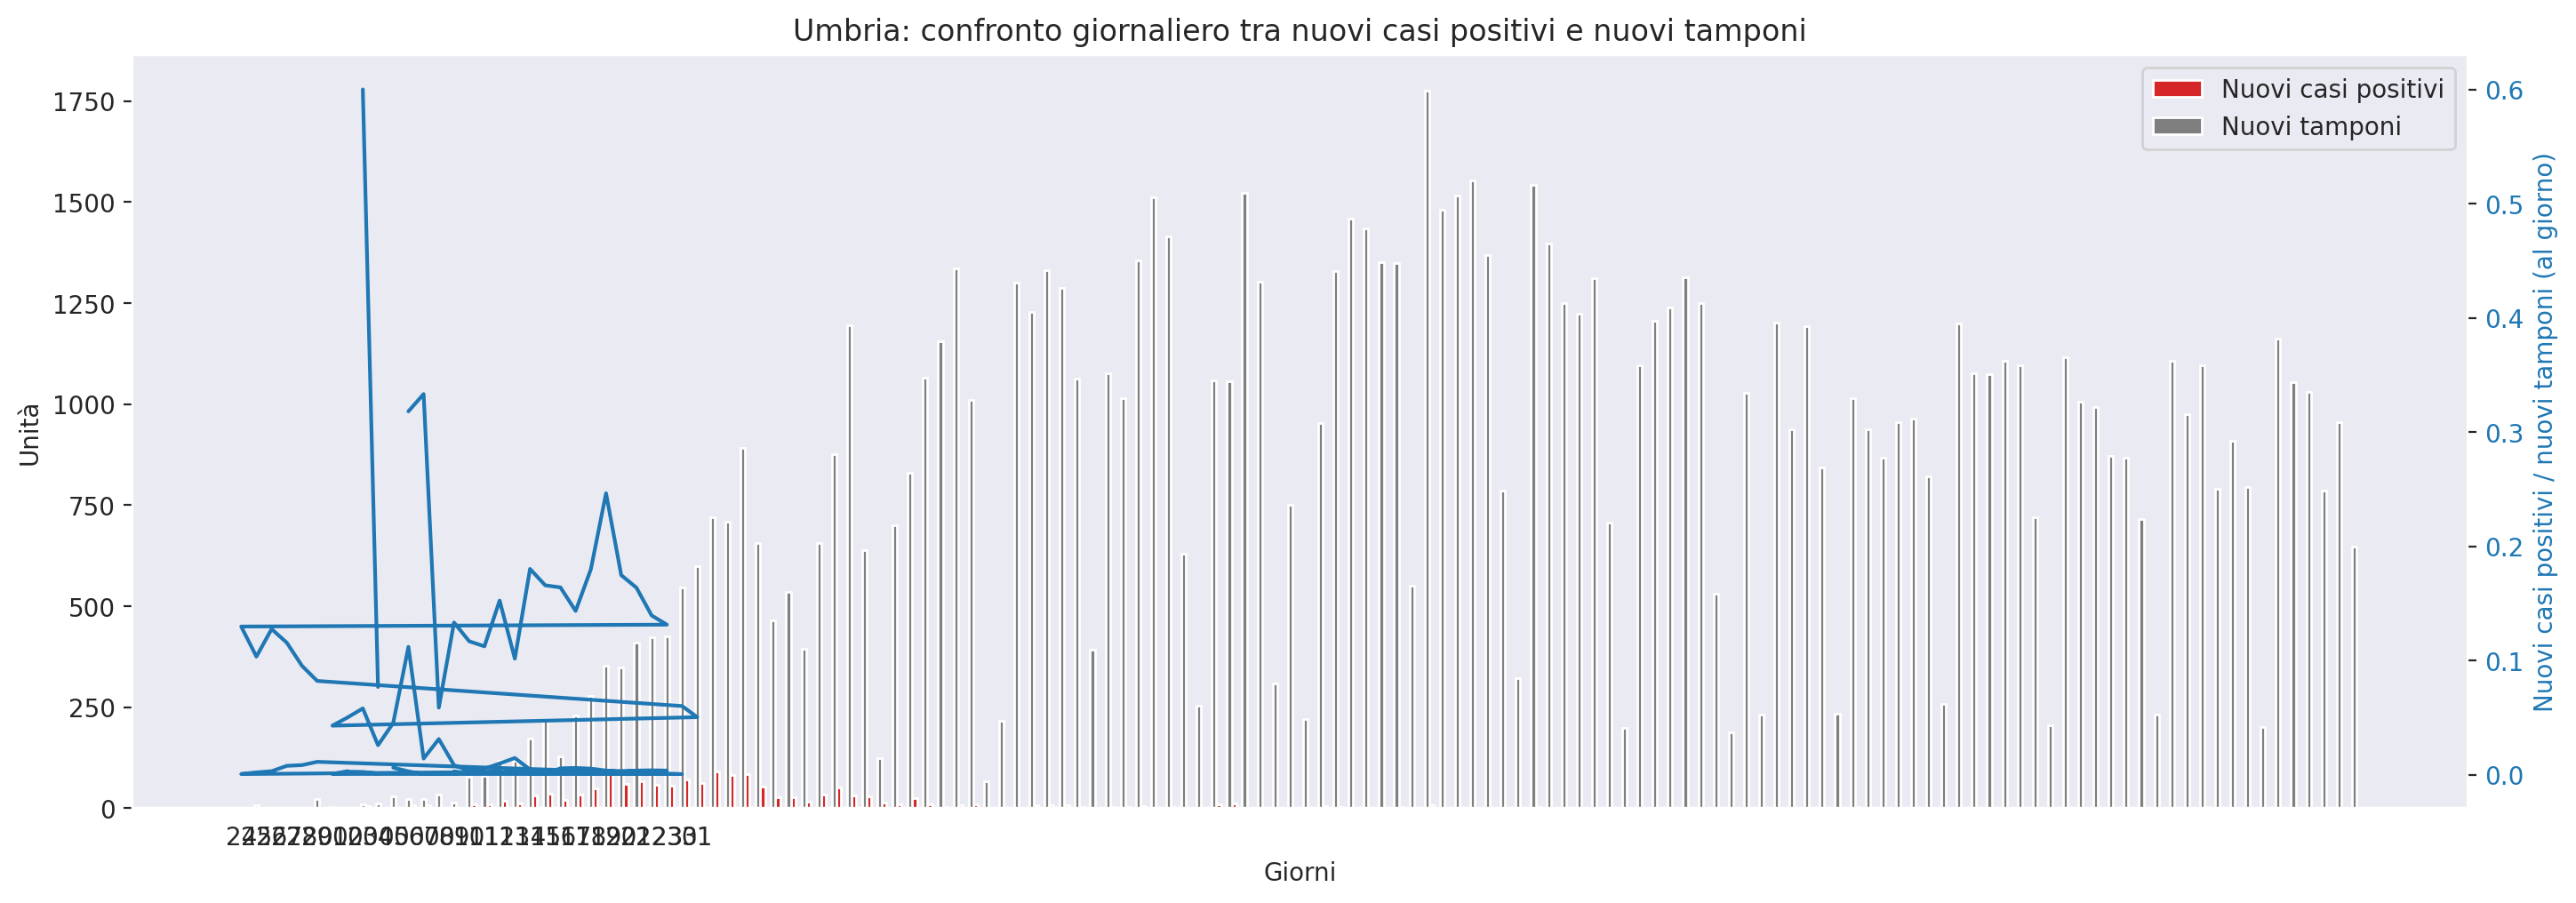 Umbria: confronto giornaliero tra nuovi casi positivi e nuovi tamponi
Nuovi casi positivi
Nuovi tamponi
1750
1500
1250
1000
750
500
250
0
Unità
0.6
0.5
0.4
0.3
0.2
0.1
0.0
Nuovi casi positivi / nuovi tamponi (al giorno)
Giorni